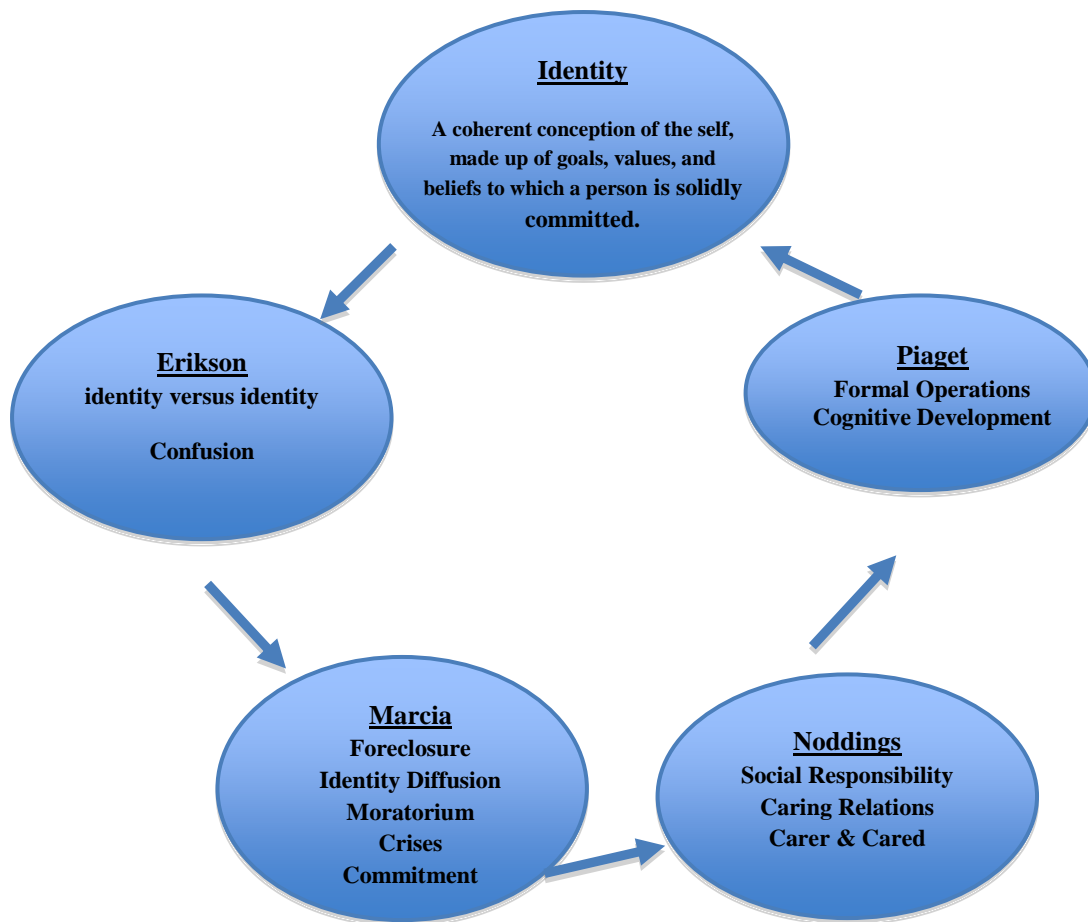 Identity
A coherent conception of the self,
made up of goals, values, and
beliefs to which a person is solidly
committed.
Erikson
identity versus identity
Confusion
Marcia
Foreclosure
Identity Diffusion
Moratorium
Crises
Commitment
Noddings
Social Responsibility
Caring Relations
Carer & Cared
Piaget
Formal Operations
Cognitive Development